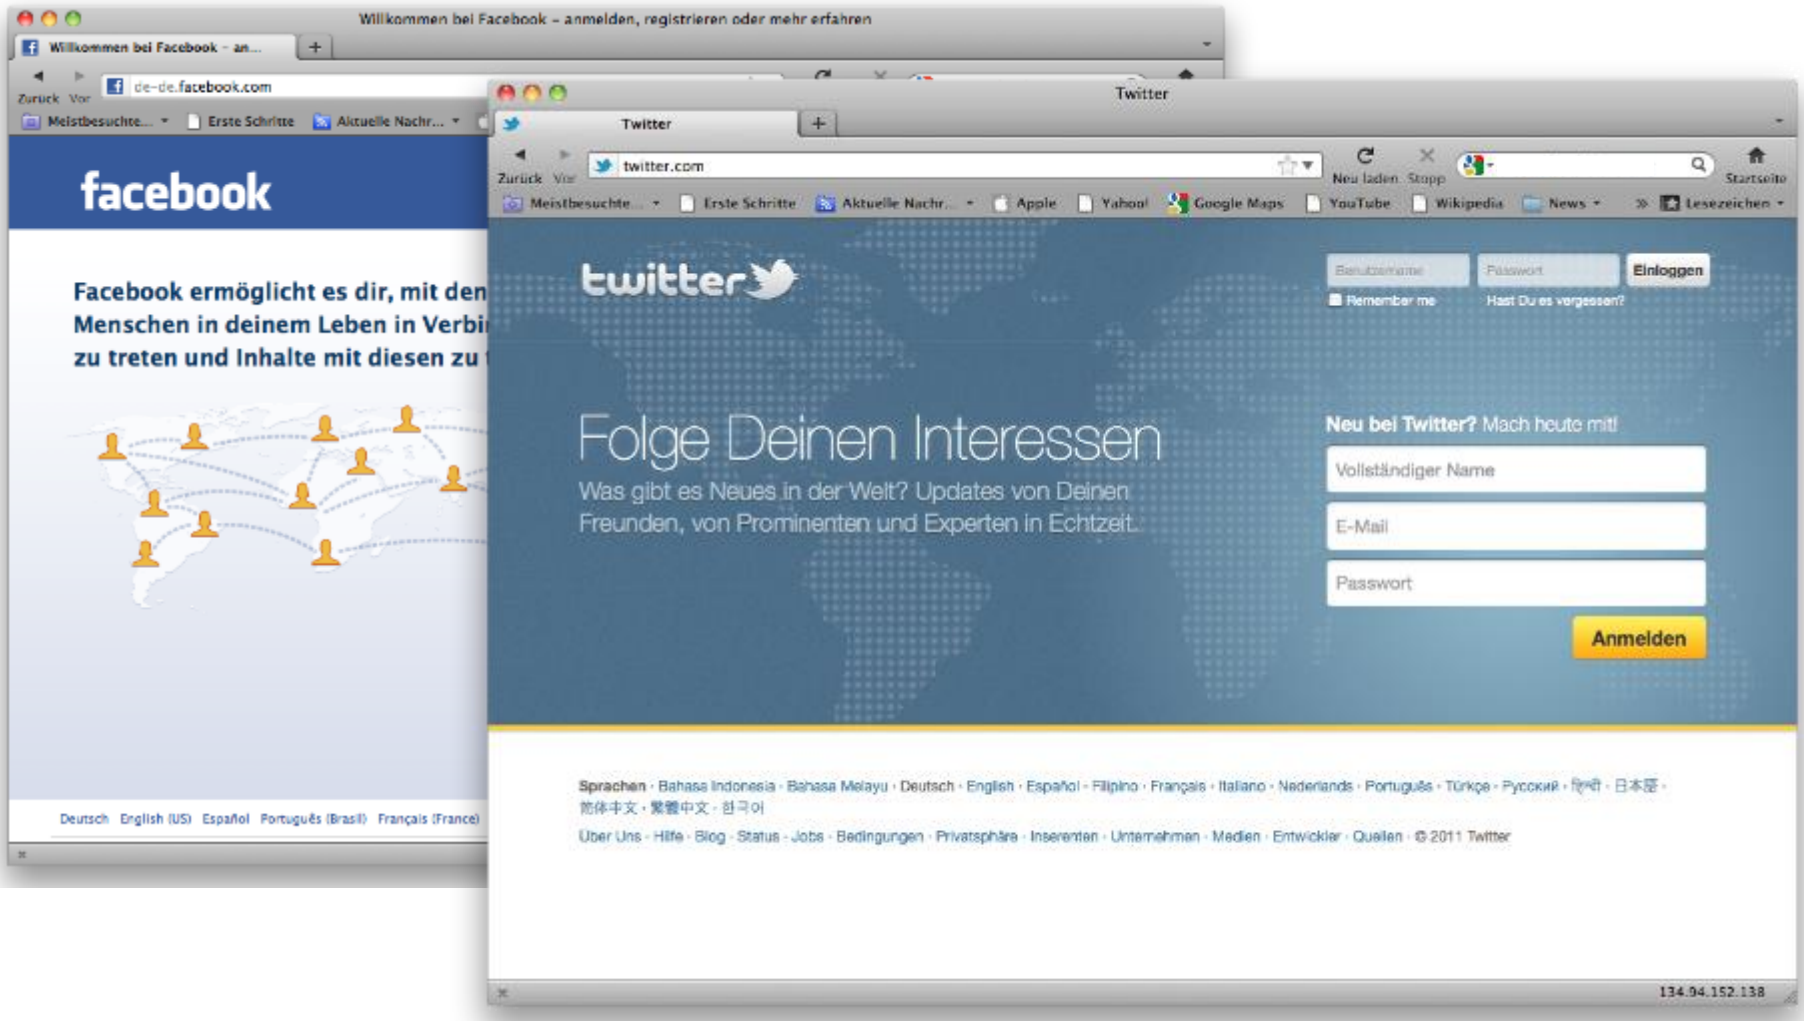 Willkommen bei Facebook – anmelden, registrieren oder mehr erfahren
Willkommen bei Facebook – an...
Zurück Vor
de-de.facebook.com
Meistbesuchte... Erste Schritte Aktuelle Nachr...
facebook
Facebook ermöglicht es dir, mit den
Menschen in deinem Leben in Verbi
zu treten und Inhalte mit diesen zu
Deutsch English (US) Español Português (Brasil) Français (France)
Twitter
Twitter
Zurück Vor
twitter.com
Neu laden Stopp
Startseite
Meistbesuchte... Erste Schritte Aktuelle Nachr... Apple Yahoo! Google Maps YouTube Wikipedia News » Lesezeichen
twitter
Benutzername Passwort Einloggen
Remember me Hast Du es vergessen?
Folge Deinen Interessen
Was gibt es Neues in der Welt? Updates von Deinen
Freunden, von Prominenten und Experten in Echtzeit.
Neu bei Twitter? Mach heute mit!
Vollständiger Name
E-Mail
Passwort
Anmelden
Sprachen · Bahasa Indonesia · Bahasa Melayu · Deutsch · English · Español · Filipino · Français · Italiano · Nederlands · Português · Türkçe · Русский · हिन्दी · 日本語 ·
简体中文 · 繁體中文 · 한국어
Über Uns · Hilfe · Blog · Status · Jobs · Bedingungen · Privatsphäre · Inserenten · Unternehmen · Medien · Entwickler · Quellen · © 2011 Twitter
134.94.152.138